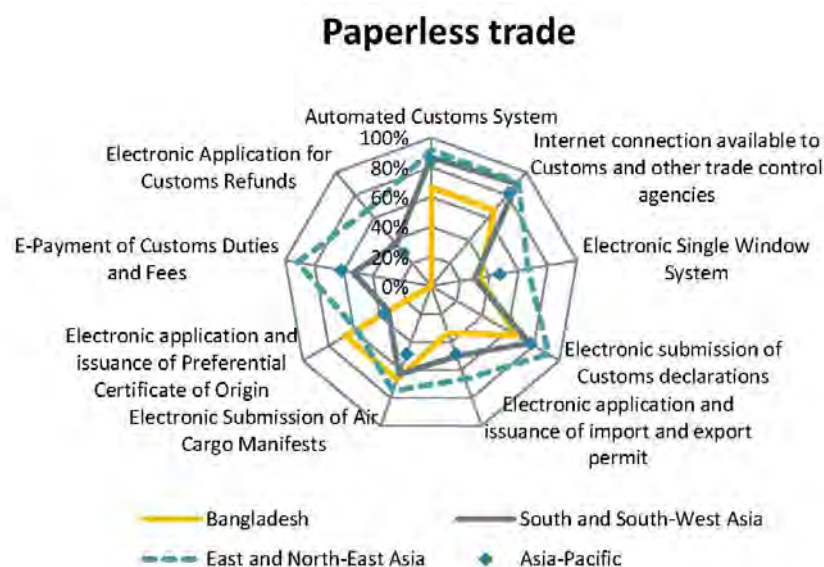 Paperless trade
Automated Customs System
100%
80%
60%
40%
20%
0%
Internet connection available to
Customs and other trade control
agencies
Electronic Single Window
System
Electronic submission of
Customs declarations
Electronic application and
issuance of import and export
permit
Electronic Submission of Air
Cargo Manifests
Electronic application and
issuance of Preferential
Certificate of Origin
E-Payment of Customs Duties
and Fees
Electronic Application for
Customs Refunds
Bangladesh
South and South-West Asia
East and North-East Asia
Asia-Pacific